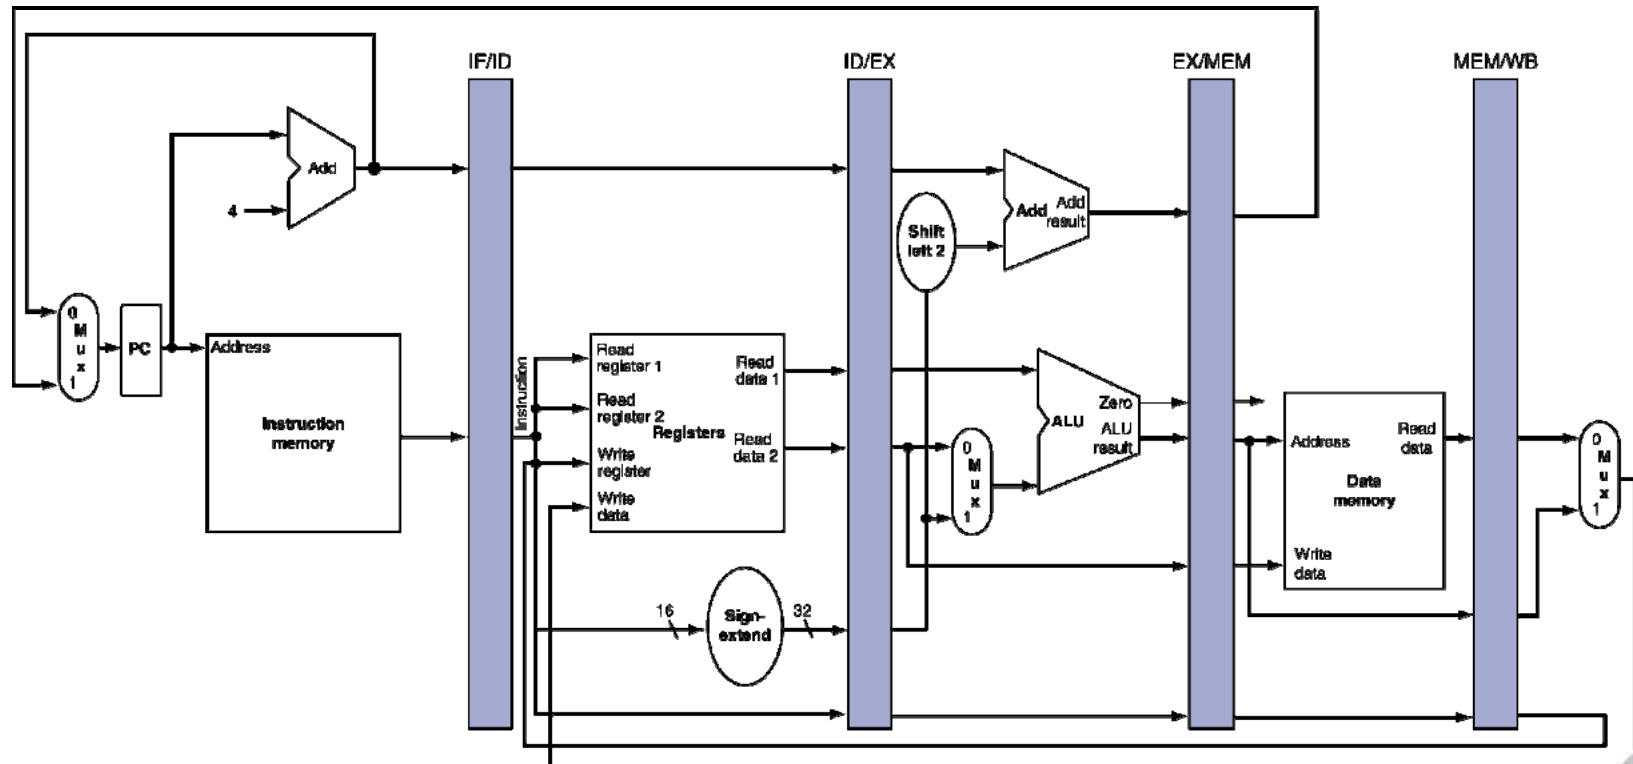 IF/ID
ID/EX
EX/MEM
MEM/WB
Add
4
Shift
left 2
Add
Add
result
0
M
u
x
1
PC
Address
Instruction
memory
Instruction
Read
register 1
Read
register 2
Write
register
Write
data
Registers
Read
data 1
Read
data 2
16
Sign-
extend
32
0
M
u
x
1
ALU
Zero
ALU
result
Address
Read
data
Data
memory
Write
data
0
M
u
x
1